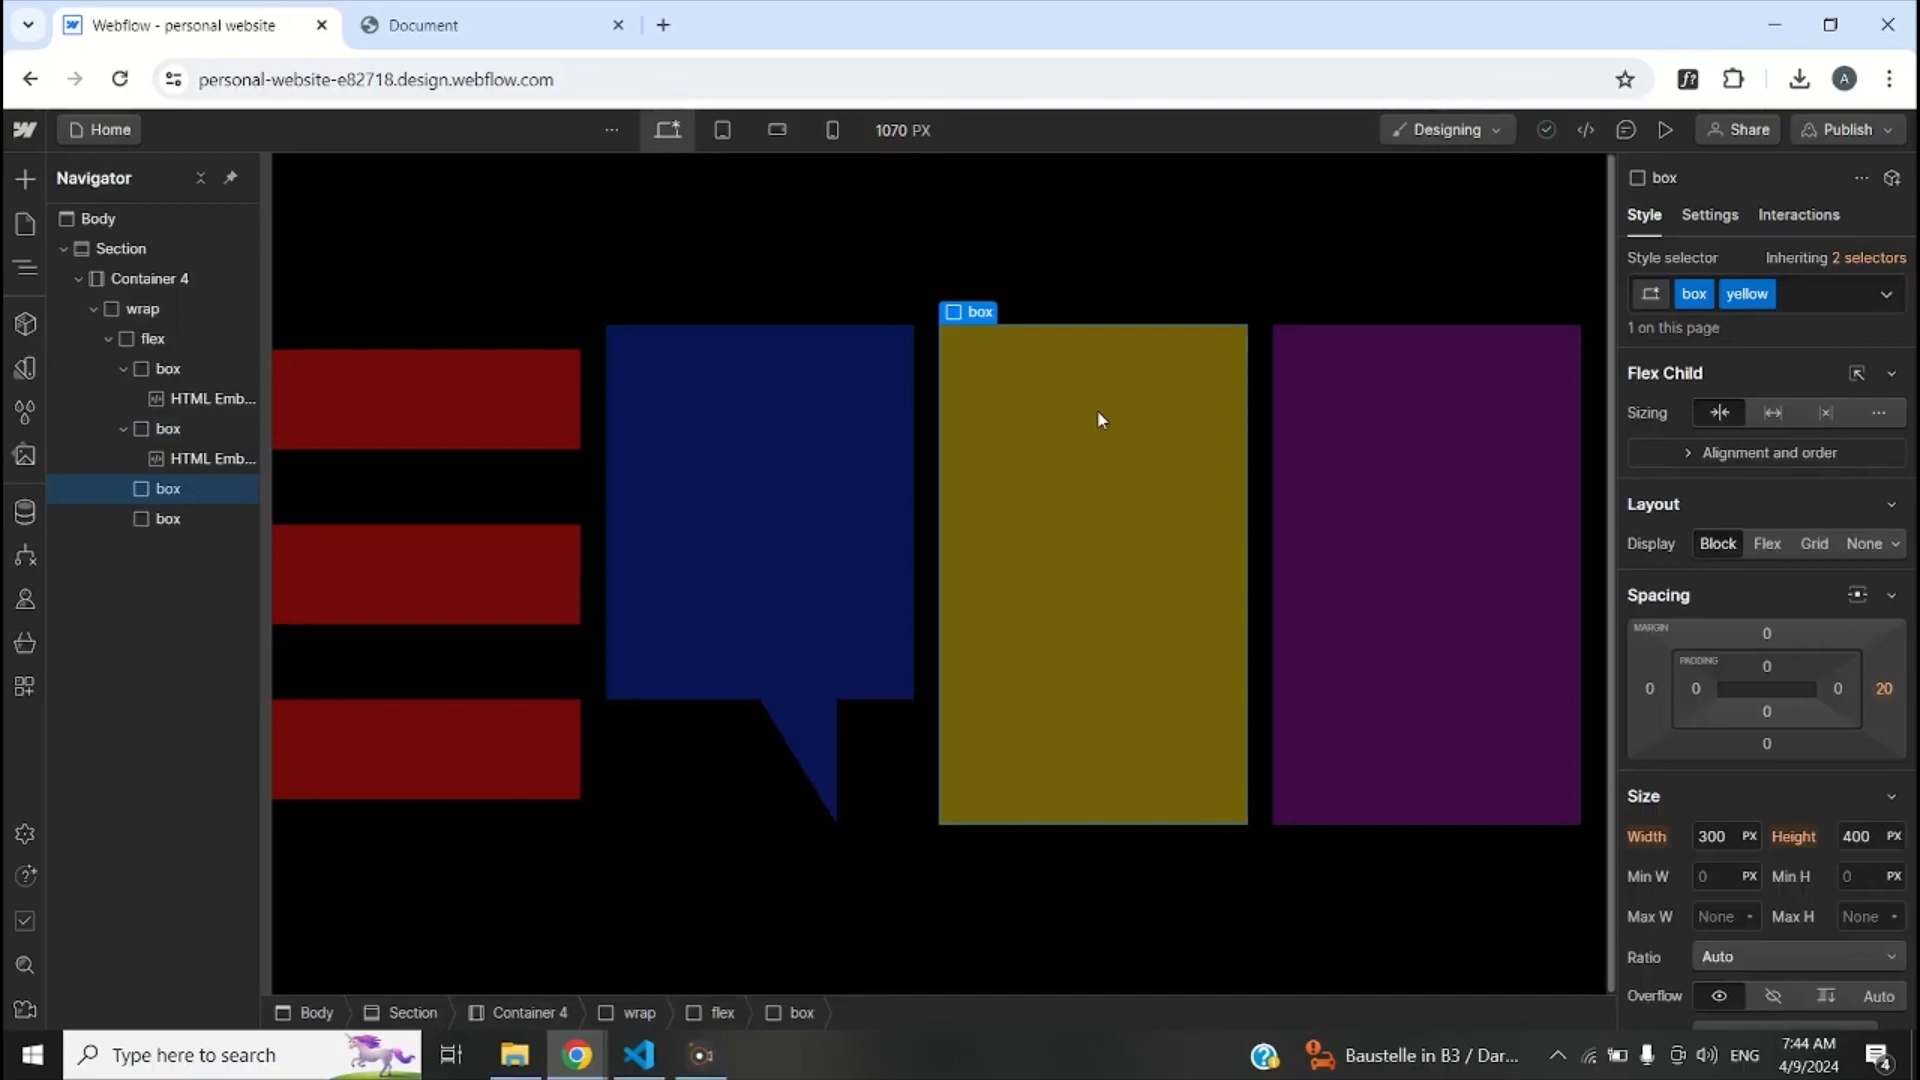 Webflow - personal website
Document
personal-website-e82718.design.webflow.com
A
Home
1070 PX
Designing
Share
Publish
Navigator
Body
Section
Container 4
wrap
flex
box
HTML Emb...
box
HTML Emb...
box
box
box
box
Style Settings Interactions
Style selector Inheriting 2 selectors
box yellow
1 on this page
Flex Child
Sizing
Alignment and order
Layout
Display Block Flex Grid None
Spacing
MARGIN
0
PADDING
0
0 0 0 20
0
0
Size
Width 300 PX Height 400 PX
Min W 0 PX Min H 0 PX
Max W None - Max H None -
Ratio Auto
Overflow Auto
Body Section Container 4 wrap flex box
Type here to search
Baustelle in B3 / Dar...
ENG
7:44 AM
4/9/2024
4